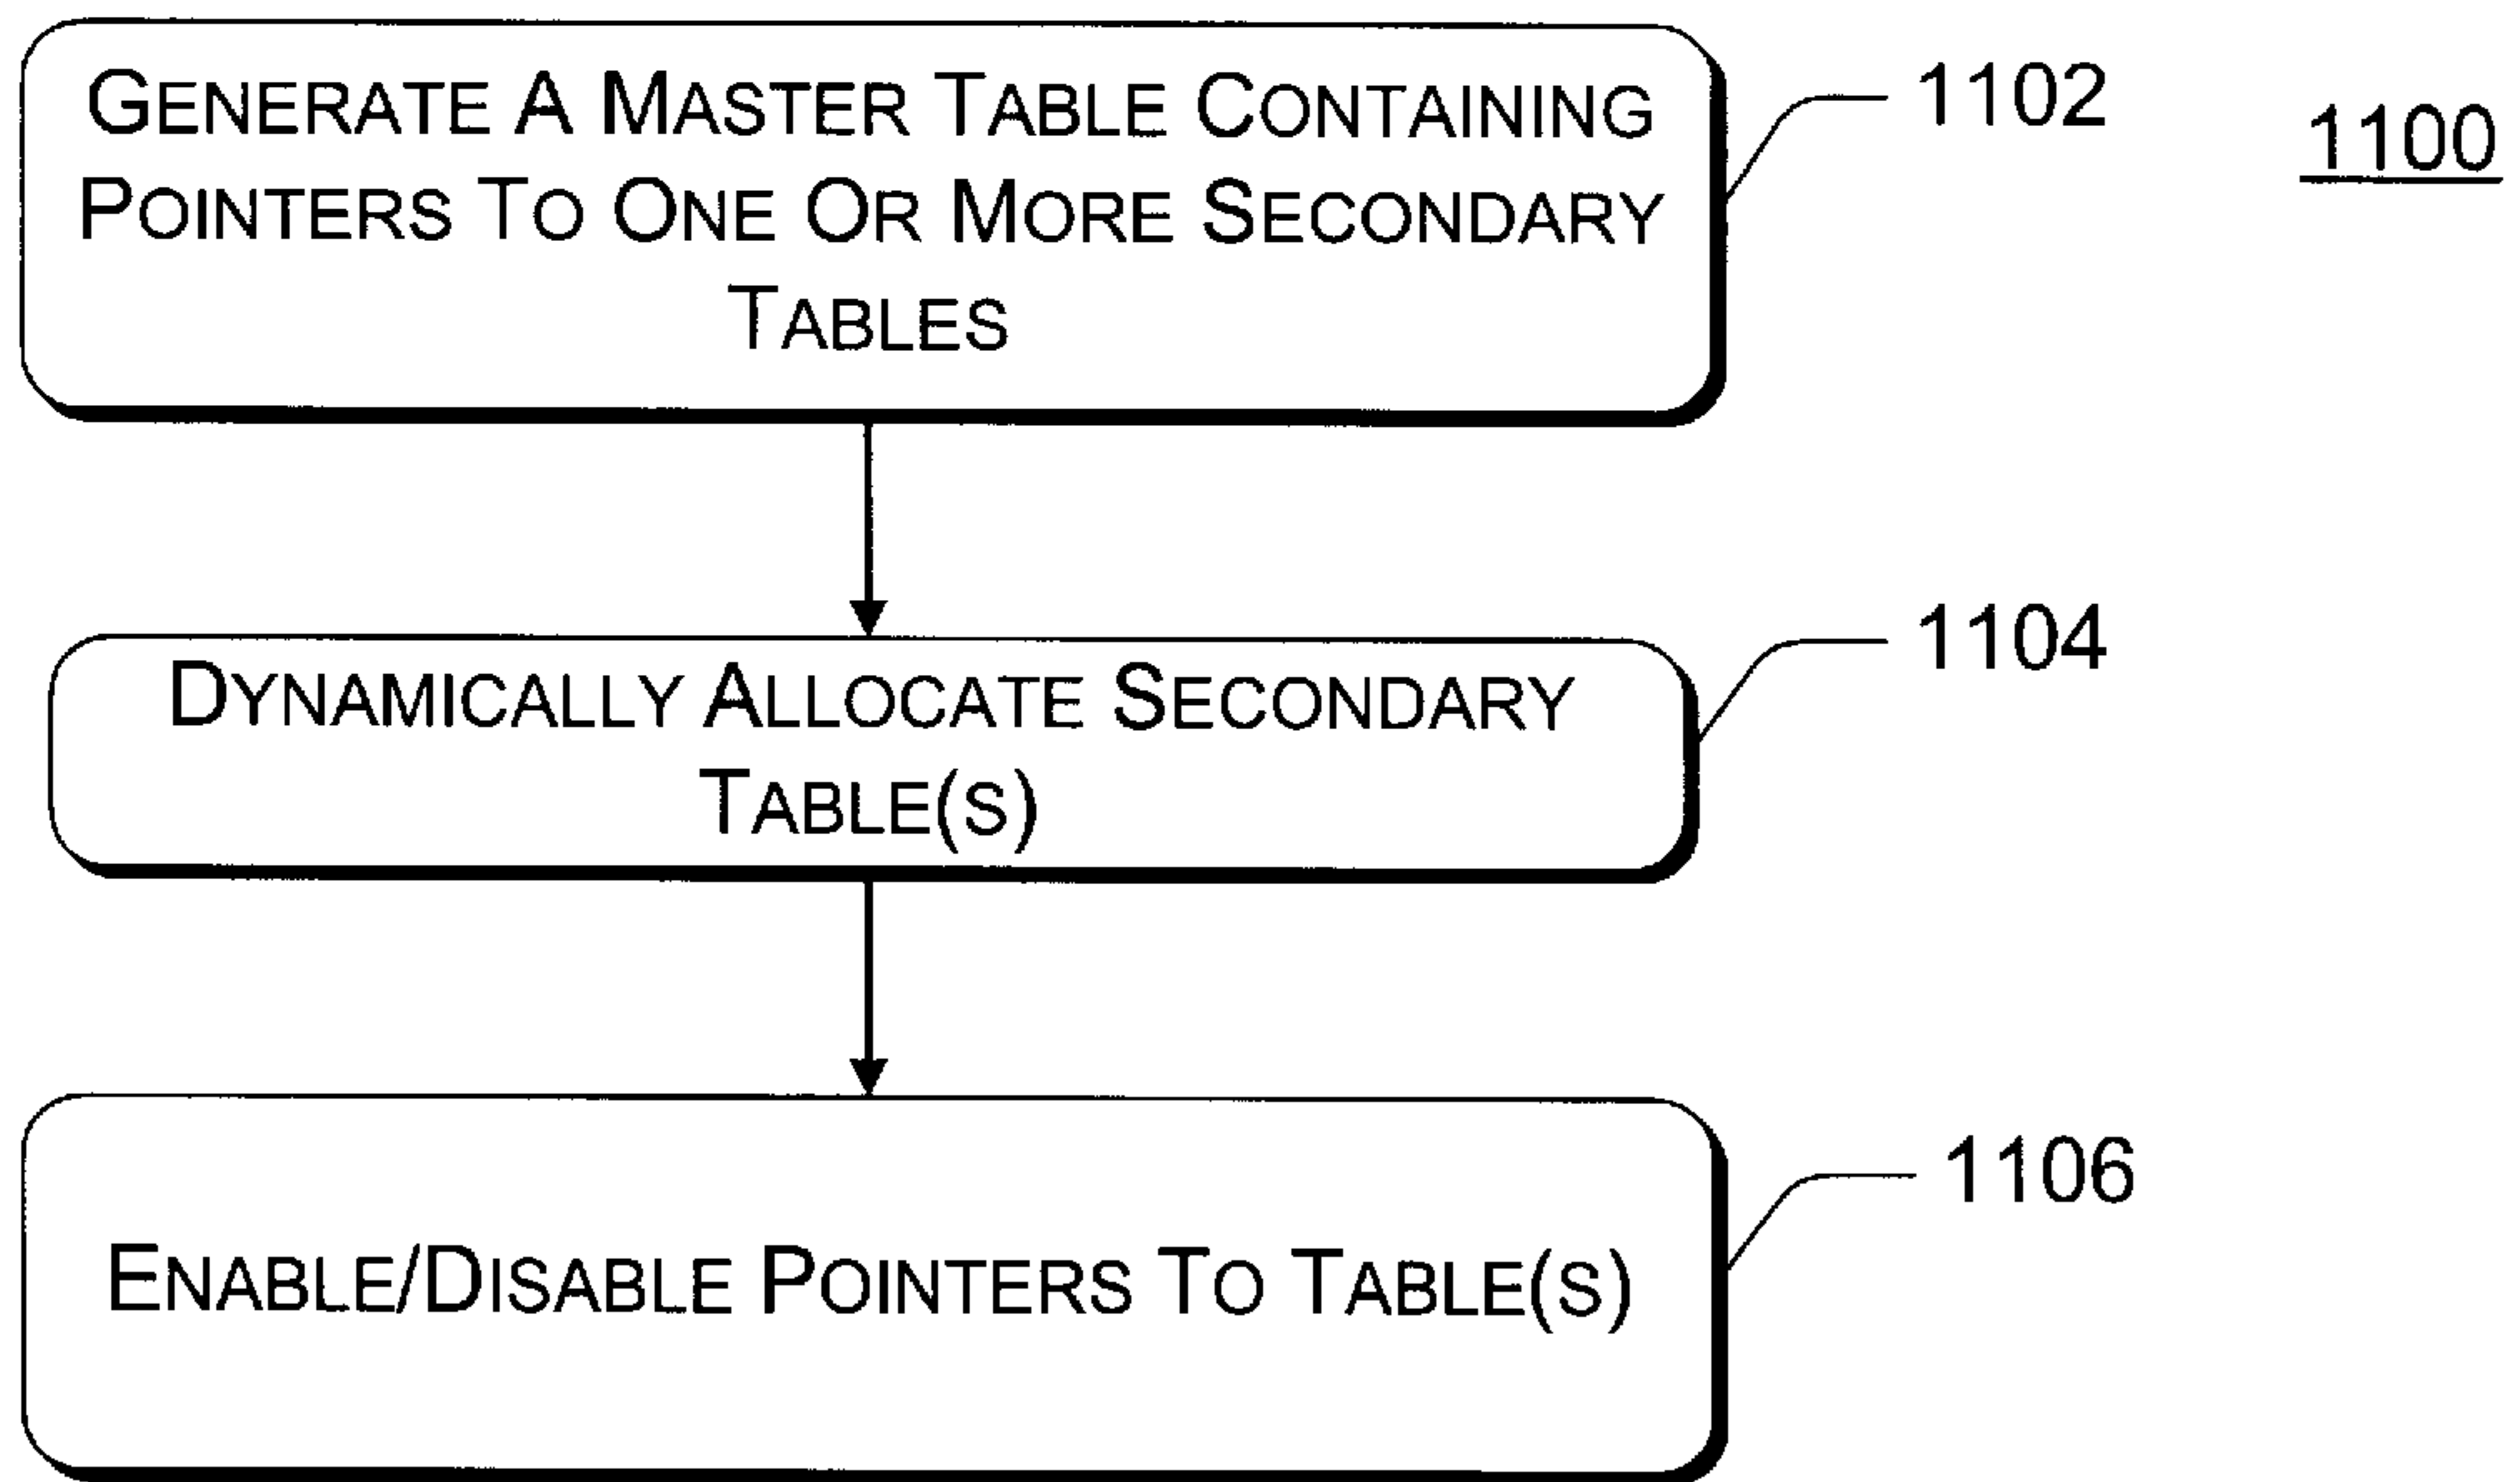 GENERATE A MASTER TABLE CONTAINING
POINTERS TO ONE OR MORE SECONDARY
TABLES
1102
1100
DYNAMICALLY ALLOCATE SECONDARY
TABLE(S)
1104
ENABLE/DISABLE POINTERS TO TABLE(S)
1106